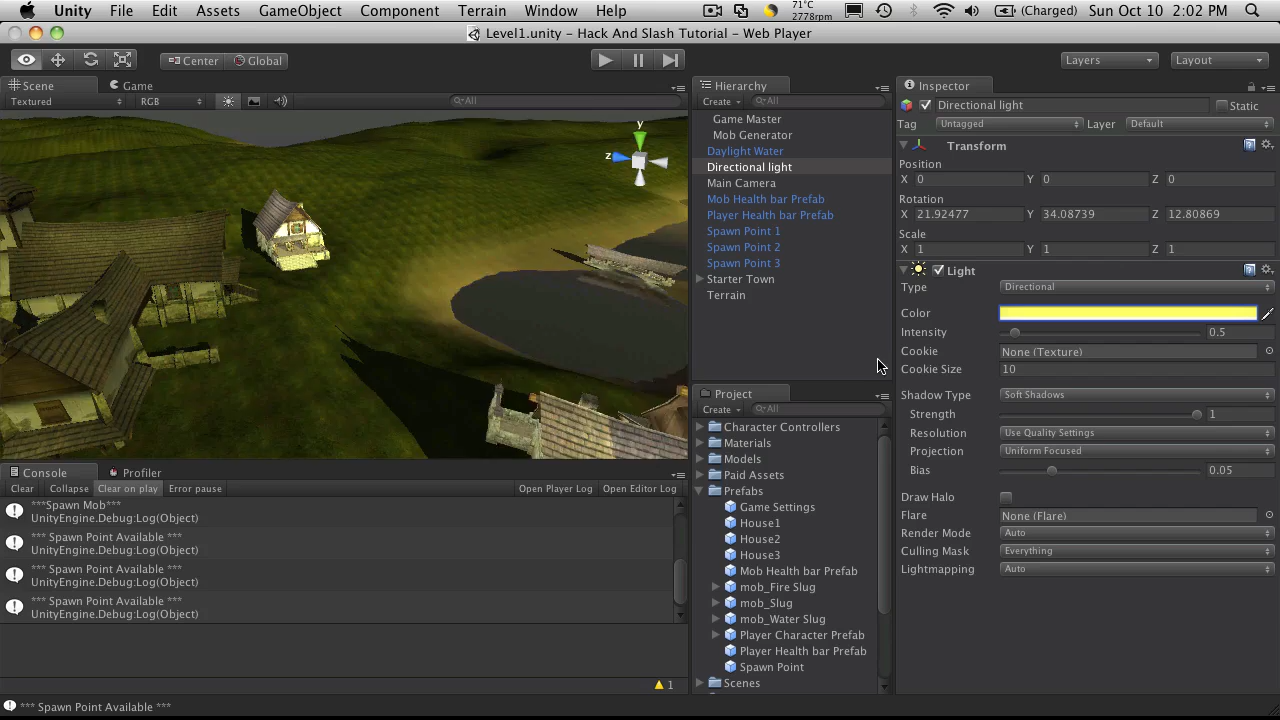 Unity File Edit Assets GameObject Component Terrain Window Help 71°C 2778rpm (Charged) Sun Oct 10 2:02 PM
Level1.unity - Hack And Slash Tutorial - Web Player
Center Global Layers Layout
Scene Game
Textured RGB All
y
z
Hierarchy
Create All
Game Master
Mob Generator
Daylight Water
Directional light
Main Camera
Mob Health bar Prefab
Player Health bar Prefab
Spawn Point 1
Spawn Point 2
Spawn Point 3
Starter Town
Terrain
Project
Create All
Character Controllers
Materials
Models
Paid Assets
Prefabs
Game Settings
House1
House2
House3
Mob Health bar Prefab
mob_Fire Slug
mob_Slug
mob_Water Slug
Player Character Prefab
Player Health bar Prefab
Spawn Point
Scenes
Inspector
Directional light Static
Tag Untagged Layer Default
Transform
Position
X 0 Y 0 Z 0
Rotation
X 21.92477 Y 34.08739 Z 12.80869
Scale
X 1 Y 1 Z 1
Light
Type Directional
Color
Intensity 0.5
Cookie None (Texture)
Cookie Size 10
Shadow Type Soft Shadows
Strength 1
Resolution Use Quality Settings
Projection Uniform Focused
Bias 0.05
Draw Halo
Flare None (Flare)
Render Mode Auto
Culling Mask Everything
Lightmapping Auto
Console Profiler
Clear Collapse Clear on play Error pause Open Player Log Open Editor Log
***Spawn Mob***
UnityEngine.Debug:Log(Object)
*** Spawn Point Available ***
UnityEngine.Debug:Log(Object)
*** Spawn Point Available ***
UnityEngine.Debug:Log(Object)
*** Spawn Point Available ***
UnityEngine.Debug:Log(Object)
1
*** Spawn Point Available ***